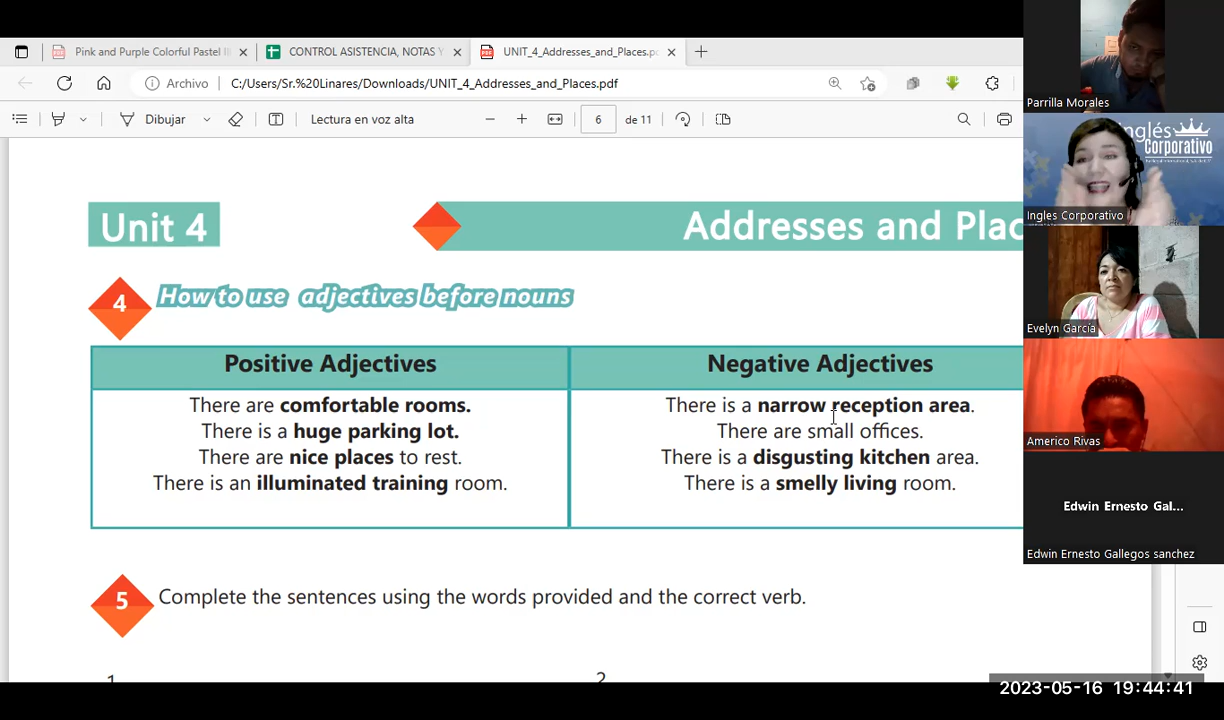 Pink and Purple Colorful Pastel Ill
CONTROL ASISTENCIA, NOTAS Y
UNIT_4_Addresses_and_Places.pdf
Archivo
C:/Users/Sr.%20Linares/Downloads/UNIT_4_Addresses_and_Places.pdf
Dibujar
Lectura en voz alta
6
de 11
Unit 4
Addresses and Plac
4
How to use adjectives before nouns
Positive Adjectives
There are comfortable rooms.
There is a huge parking lot.
There are nice places to rest.
There is an illuminated training room.
Negative Adjectives
There is a narrow reception area.
There are small offices.
There is a disgusting kitchen area.
There is a smelly living room.
5
Complete the sentences using the words provided and the correct verb.
1
2
Parrilla Morales
inglés
Corporativo
Ingles Corporativo
Evelyn García
Americo Rivas
Edwin Ernesto Gal...
Edwin Ernesto Gallegos sanchez
2023-05-16 19:44:41